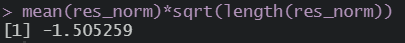 > mean(res_norm)*sqrt(length(res_norm))
[1] -1.505259